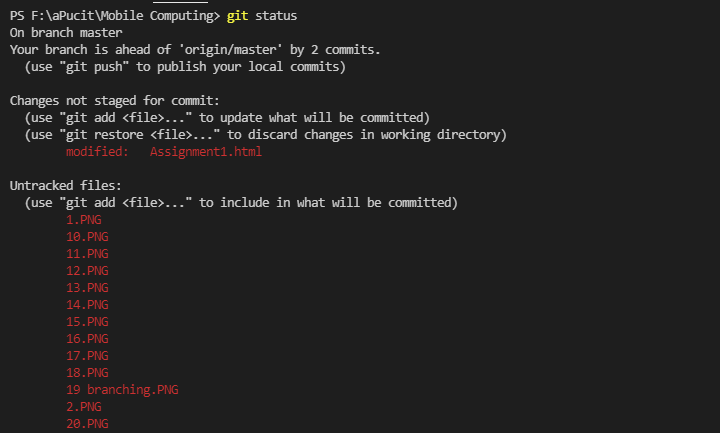 PS F:\aPucit\Mobile Computing> git status
On branch master
Your branch is ahead of 'origin/master' by 2 commits.
(use "git push" to publish your local commits)
Changes not staged for commit:
(use "git add <file>..." to update what will be committed)
(use "git restore <file>..." to discard changes in working directory)
modified: Assignment1.html
Untracked files:
(use "git add <file>..." to include in what will be committed)
1.PNG
10.PNG
11.PNG
12.PNG
13.PNG
14.PNG
15.PNG
16.PNG
17.PNG
18.PNG
19 branching.PNG
2.PNG
20.PNG